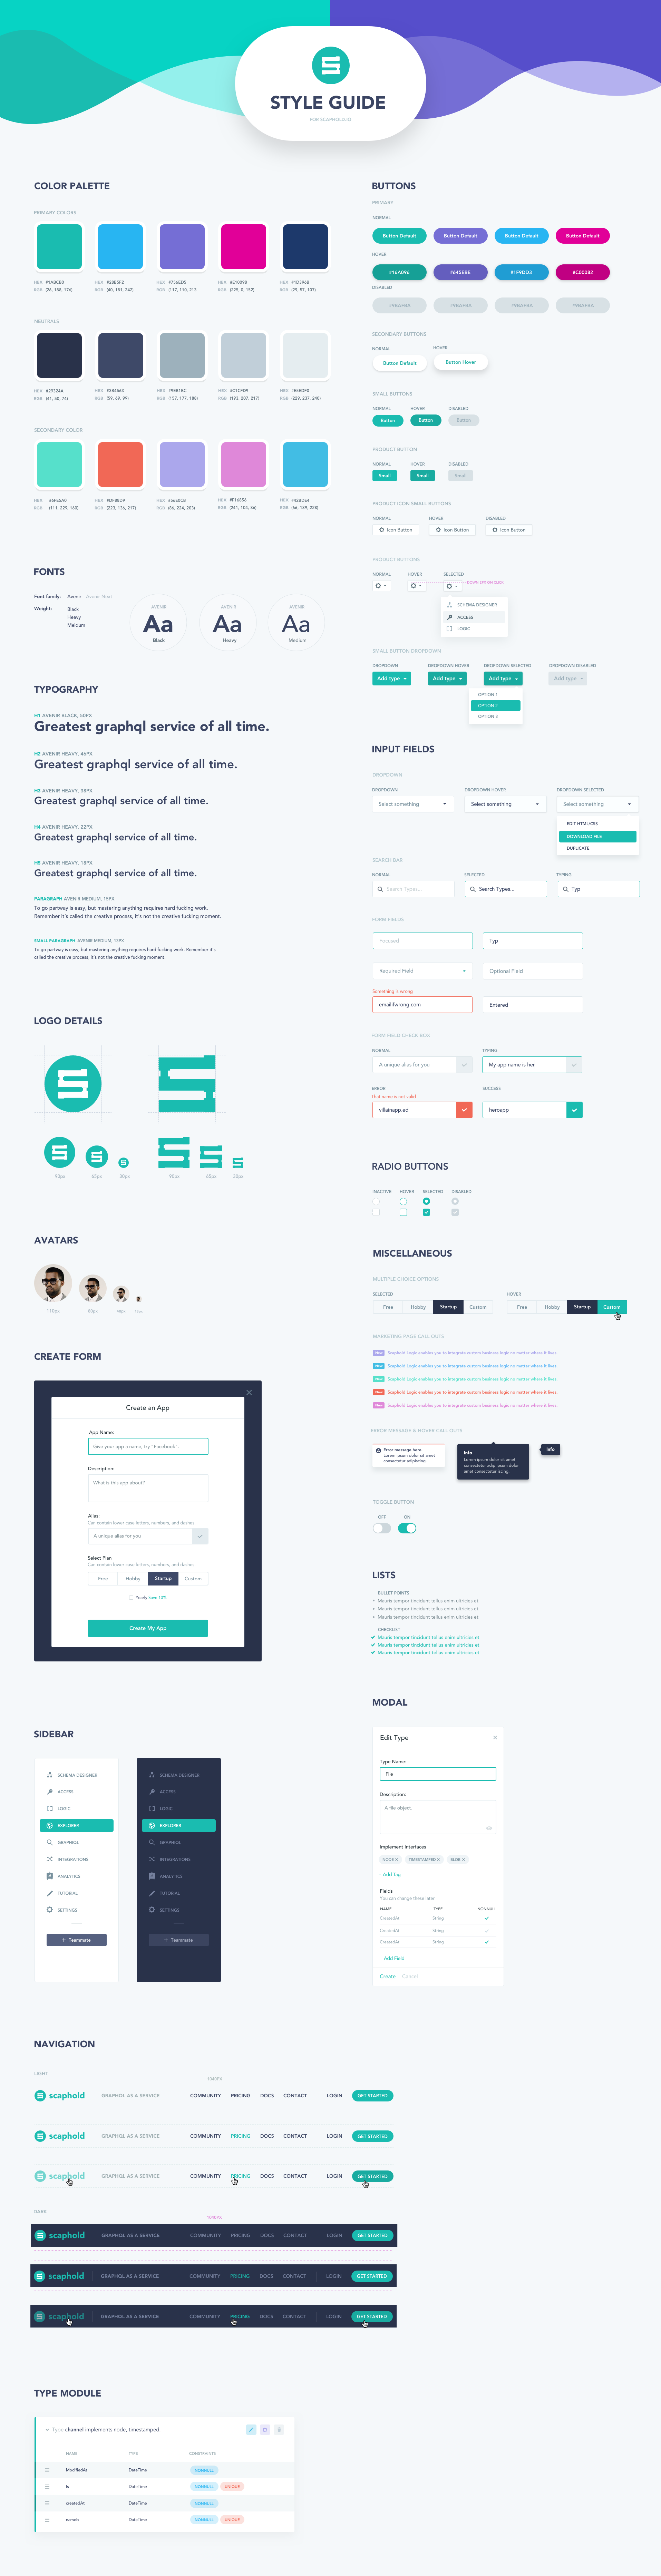 STYLE GUIDE
FOR SCAPHOLD.IO
COLOR PALETTE
PRIMARY COLORS
HEX #1ABCB0
RGB (26, 188, 176)
HEX #28B5F2
RGB (40, 181, 242)
HEX #756ED5
RGB (117, 110, 213
HEX #E10098
RGB (225, 0, 152)
HEX #1D396B
RGB (29, 57, 107)
NEUTRALS
HEX #29324A
RGB (41, 50, 74)
HEX #3B4563
RGB (59, 69, 99)
HEX #9EB1BC
RGB (157, 177, 188)
HEX #C1CFD9
RGB (193, 207, 217)
HEX #E5EDF0
RGB (229, 237, 240)
SECONDARY COLOR
HEX #6FE5A0
RGB (111, 229, 160)
HEX #DF88D9
RGB (223, 136, 217)
HEX #56E0CB
RGB (86, 224, 203)
HEX #F16856
RGB (241, 104, 86)
HEX #42BDE4
RGB (66, 189, 228)
FONTS
Font family: Avenir Avenir Next
Weight: Black
Heavy
Meidum
AVENIR
Aa
Black
AVENIR
Aa
Heavy
AVENIR
Aa
Medium
TYPOGRAPHY
H1 AVENIR BLACK, 50PX
Greatest graphql service of all time.
H2 AVENIR HEAVY, 46PX
Greatest graphql service of all time.
H3 AVENIR HEAVY, 38PX
Greatest graphql service of all time.
H4 AVENIR HEAVY, 22PX
Greatest graphql service of all time.
H5 AVENIR HEAVY, 18PX
Greatest graphql service of all time.
PARAGRAPH AVENIR MEDIUM, 15PX
To go partway is easy, but mastering anything requires hard fucking work.
Remember it's called the creative process, it's not the creative fucking moment.
SMALL PARAGRAPH AVENIR MEDIUM, 13PX
To go partway is easy, but mastering anything requires hard fucking work. Remember it's
called the creative process, it's not the creative fucking moment.
LOGO DETAILS
90px
65px
30px
90px
65px
30px
AVATARS
110px
80px
48px
CREATE FORM
Create an App
App Name:
Give your app a name, try "Facebook"
Description:
What is this app about?
Alias:
Can contain lower case letters, numbers, and dashes
A unique alias for you
Select Plan
Can contain lower case letters, numbers, and dashes
Free Hobby Startup Custom
Yearly Save 10%
Create My App
SIDEBAR
SCHEMA DESIGNER
ACCESS
LOGIC
EXPLORER
GRAPHIQL
INTEGRATIONS
ANALYTICS
TUTORIAL
SETTINGS
+ Teammate
SCHEMA DESIGNER
ACCESS
LOGIC
EXPLORER
GRAPHIQL
INTEGRATIONS
ANALYTICS
TUTORIAL
SETTINGS
+ Teammate
BUTTONS
PRIMARY
NORMAL
Button Default Button Default Button Default Button Default
HOVER
#16A096 #645EBE #1F9DD3 #CC0082
DISABLED
#98AFBA #98AFBA #98AFBA #98AFBA
SECONDARY BUTTONS
NORMAL HOVER
Button Default Button Hover
SMALL BUTTONS
NORMAL HOVER DISABLED
Button Button Button
PRODUCT BUTTON
NORMAL HOVER DISABLED
Small Small Small
PRODUCT ICON SMALL BUTTONS
NORMAL HOVER DISABLED
Icon Button Icon Button Icon Button
PRODUCT BUTTONS
NORMAL HOVER SELECTED
SCHEMA DESIGNER
ACCESS
LOGIC
SMALL BUTTON DROPDOWN
DROPDOWN DROPDOWN HOVER DROPDOWN SELECTED DROPDOWN DISABLED
Add type Add type Add type Add type
OPTION 1
OPTION 2
OPTION 3
INPUT FIELDS
DROPDOWN
DROPDOWN DROPDOWN HOVER DROPDOWN SELECTED
Select something Select something Select something
EDIT HTML/CSS
DOWNLOAD FILE
DUPLICATE
SEARCH BAR
NORMAL SELECTED TYPING
Search Types... Search Types... Typ
FORM FIELDS
Focused Typ
Required Field Optional Field
Something is wrong
emailifwrong.com Entered
FORM FIELD CHECK BOX
NORMAL TYPING
A unique alias for you My app name is her
ERROR SUCCESS
That name is not valid
villainapp.ad heroapp
RADIO BUTTONS
INACTIVE HOVER SELECTED DISABLED
MISCELLANEOUS
MULTIPLE CHOICE OPTIONS
SELECTED HOVER
Free Hobby Startup Custom Free Hobby Startup Custom
MARKETING PAGE CALL OUTS
New Scaphold Logic enables you to integrate custom business logic no matter where it lives.
New Scaphold Logic enables you to integrate custom business logic no matter where it lives.
New Scaphold Logic enables you to integrate custom business logic no matter where it lives.
New Scaphold Logic enables you to integrate custom business logic no matter where it lives.
New Scaphold Logic enables you to integrate custom business logic no matter where it lives.
ERROR MESSAGE & HOVER CALL OUTS
Error message here.
Lorem ipsum dolor sit amet
consectetur adipiscing
Info
Lorem ipsum dolor sit amet
consectetur adip ipsum dolor
amet consectetur iscing.
Info
TOGGLE BUTTON
OFF ON
LISTS
BULLET POINTS
• Mauris tempor tincidunt tellus enim ultricies et
• Mauris tempor tincidunt tellus enim ultricies et
• Mauris tempor tincidunt tellus enim ultricies et
CHECKLIST
Mauris tempor tincidunt tellus enim ultricies et
Mauris tempor tincidunt tellus enim ultricies et
Mauris tempor tincidunt tellus enim ultricies et
MODAL
Edit Type
Type Name:
File
Description:
A file object.
Implement Interfaces
NODE × TIMESTAMPED × BLOB ×
+ Add Tag
Fields
You can change these later
NAME TYPE NONNULL
CreatedAt String
CreatedAt String
CreatedAt String
+ Add Field
Create Cancel
NAVIGATION
LIGHT
scaphold GRAPHQL AS A SERVICE COMMUNITY PRICING DOCS CONTACT LOGIN GET STARTED
scaphold GRAPHQL AS A SERVICE COMMUNITY PRICING DOCS CONTACT LOGIN GET STARTED
scaphold GRAPHQL AS A SERVICE COMMUNITY PRICING DOCS CONTACT LOGIN GET STARTED
DARK
scaphold GRAPHQL AS A SERVICE COMMUNITY PRICING DOCS CONTACT LOGIN GET STARTED
scaphold GRAPHQL AS A SERVICE COMMUNITY PRICING DOCS CONTACT LOGIN GET STARTED
scaphold GRAPHQL AS A SERVICE COMMUNITY PRICING DOCS CONTACT LOGIN GET STARTED
TYPE MODULE
Type channel implements node, timestamped.
NAME TYPE CONSTRAINTS
ModifiedAt DateTime NONNULL
Is DateTime NONNULL UNIQUE
createdAt DateTime NONNULL
names DateTime NONNULL UNIQUE